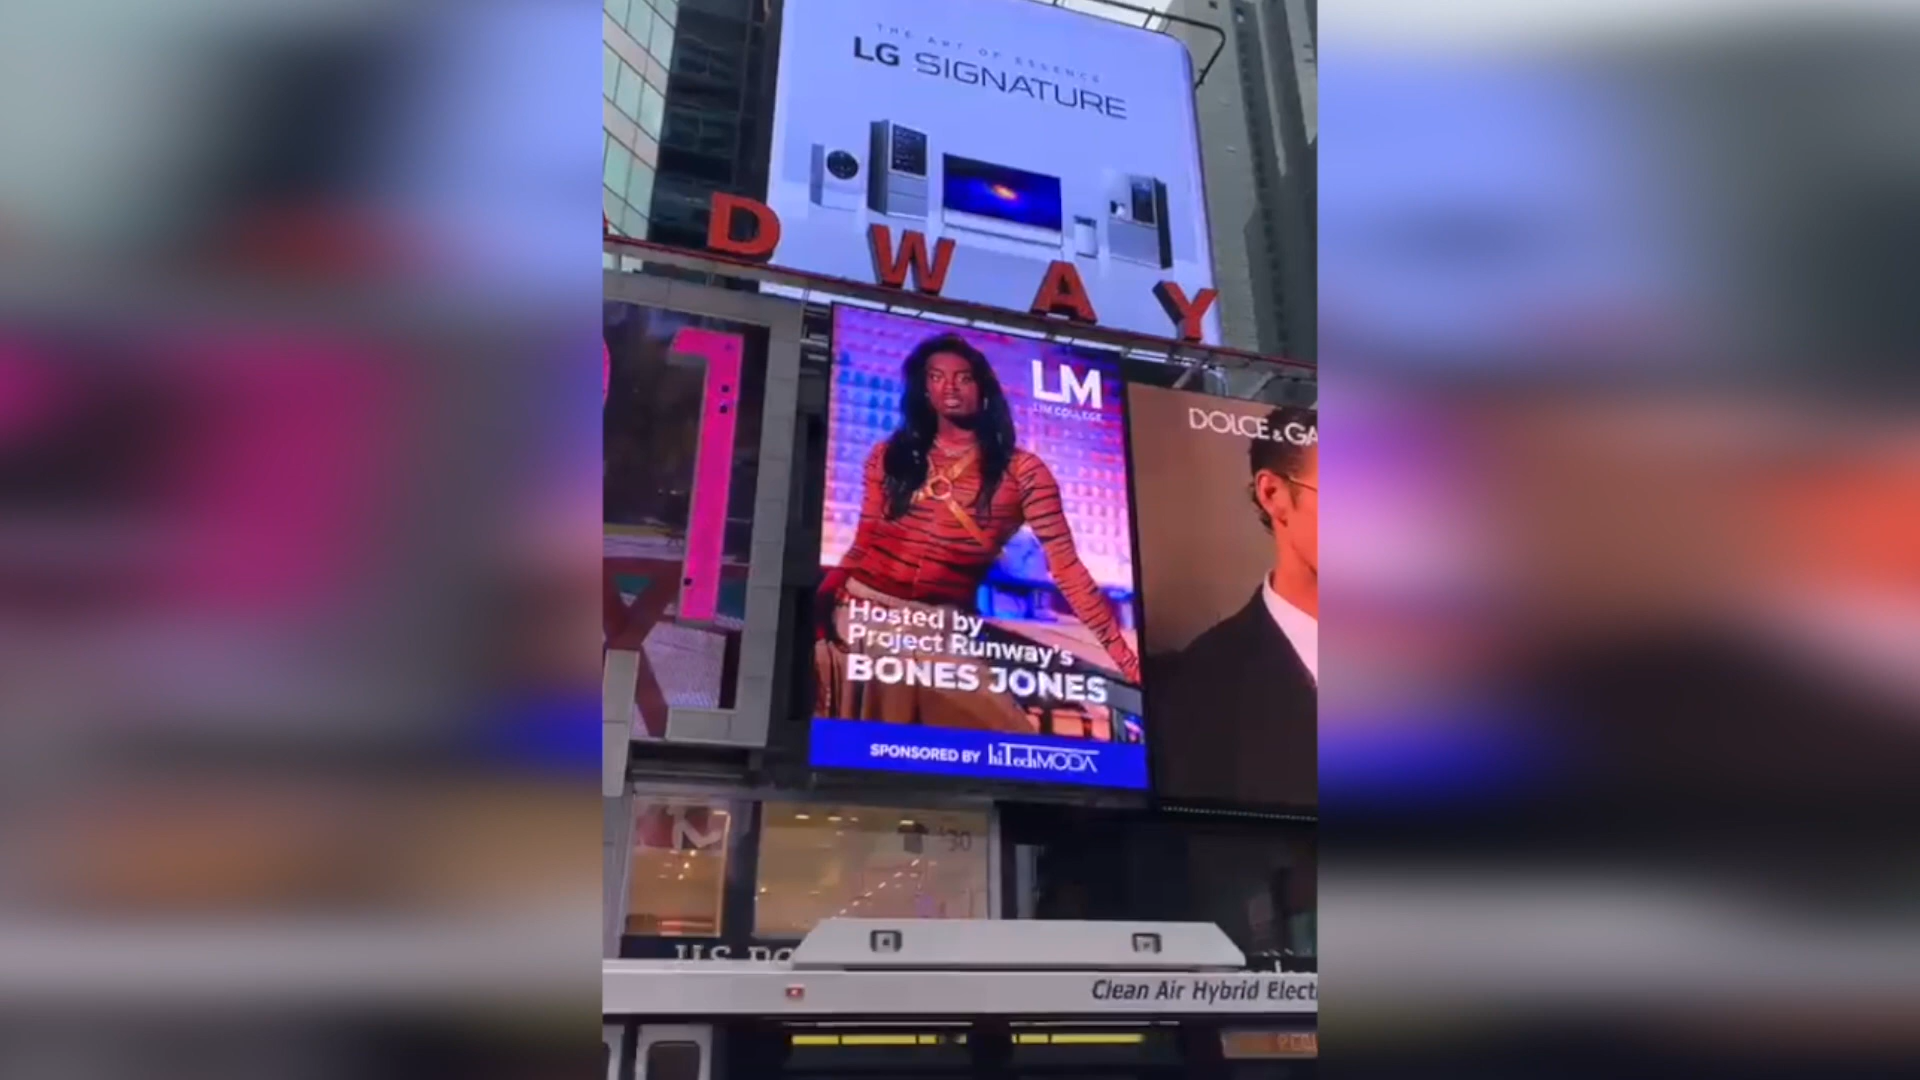 THE ART OF ESSENCE
LG SIGNATURE
DWAY
LM
LIM COLLEGE
DOLCE & GA
Hosted by
Project Runway's
BONES JONES
SPONSORED BY hiTechMODA
U.S. PO
Clean Air Hybrid Elect